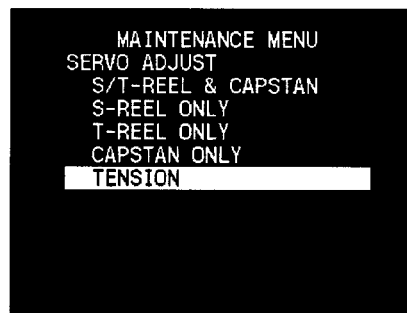 MAINTENANCE MENU
SERVO ADJUST
S/T-REEL & CAPSTAN
S-REEL ONLY
T-REEL ONLY
CAPSTAN ONLY
TENSION